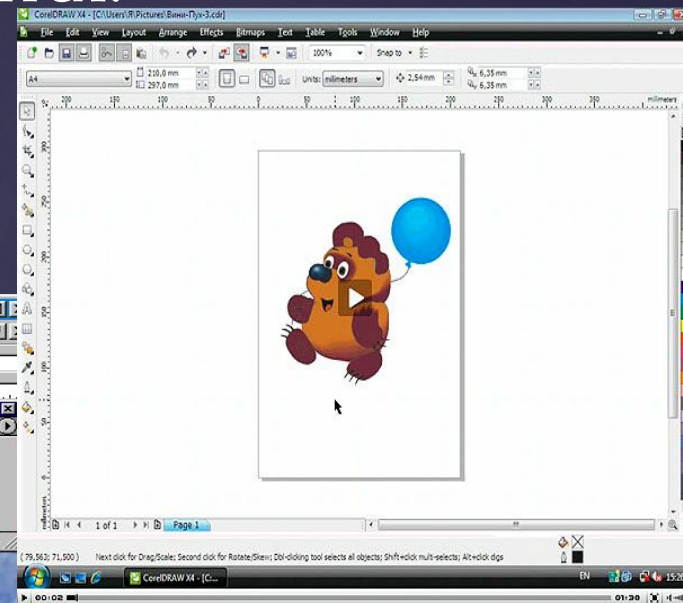 CorelDRAW X4 - [C:\Users\Я\Pictures\Вини-Пух-3.cdr]
File Edit View Layout Arrange Effects Bitmaps Text Table Tools Window Help
100% Snap to
A4 210,0 mm 297,0 mm Units: millimeters 2,54 mm 6,35 mm 6,35 mm
200 150 100 50 0 50 100 150 200 250 300 350 millimeters
1 of 1 Page 1
( 79,563; 71,500 ) Next click for Drag/Scale; Second click for Rotate/Skew; Dbl-clicking tool selects all objects; Shift+click multi-selects; Alt+click digs
CorelDRAW X4 - [C:... EN 15:26
00:02 01:30